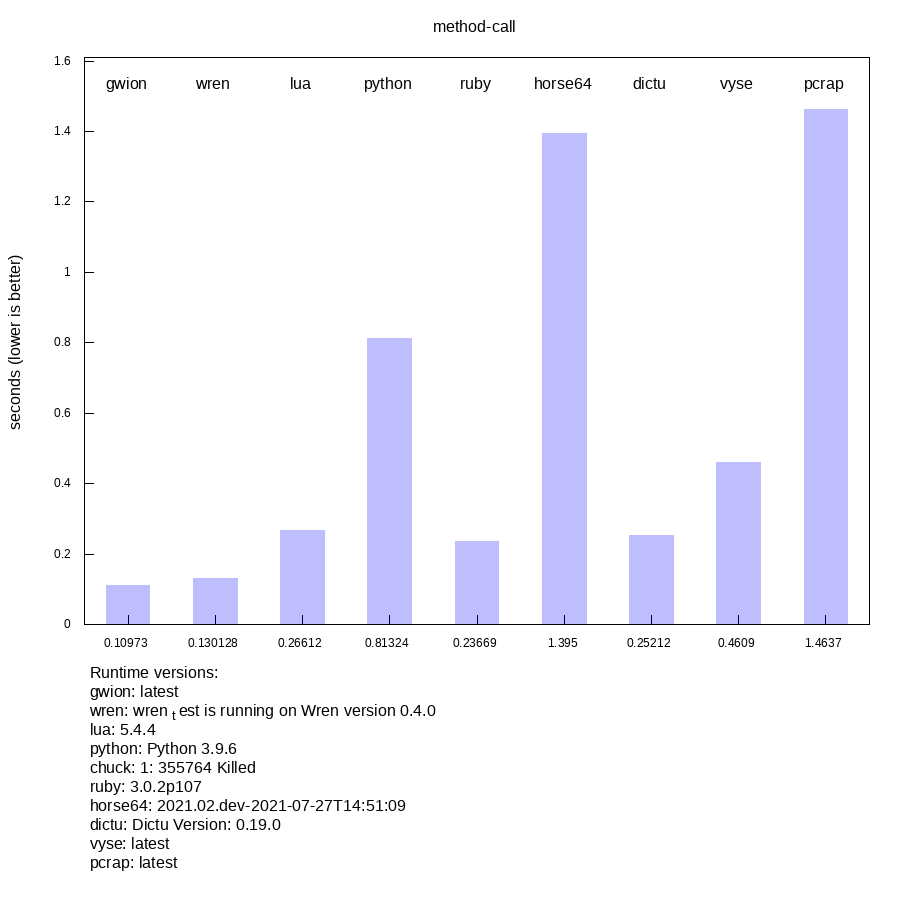 method-call
1.6
gwion wren lua python ruby horse64 dictu vyse pcrap
1.4
1.2
1
0.8
0.6
0.4
0.2
0
seconds (lower is better)
0.10973 0.130128 0.26612 0.81324 0.23669 1.395 0.25212 0.4609 1.4637
Runtime versions:
gwion: latest
wren: wren t est is running on Wren version 0.4.0
lua: 5.4.4
python: Python 3.9.6
chuck: 1: 355764 Killed
ruby: 3.0.2p107
horse64: 2021.02.dev-2021-07-27T14:51:09
dictu: Dictu Version: 0.19.0
vyse: latest
pcrap: latest